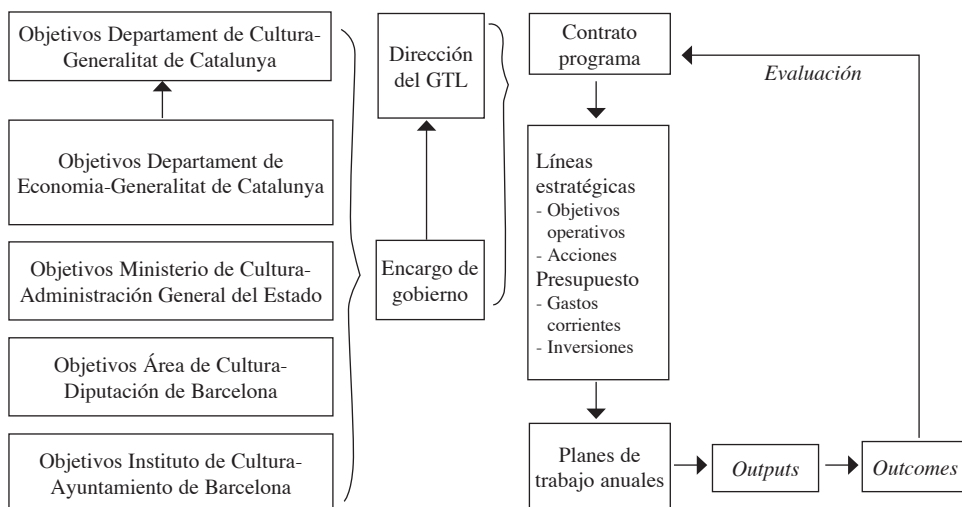 Objetivos Departament de Cultura-
Generalitat de Catalunya
Objetivos Departament de
Economia-Generalitat de Catalunya
Objetivos Ministerio de Cultura-
Administración General del Estado
Objetivos Área de Cultura-
Diputación de Barcelona
Objetivos Instituto de Cultura-
Ayuntamiento de Barcelona
Dirección
del GTL
Encargo de
gobierno
Contrato
programa
Evaluación
Líneas
estratégicas
- Objetivos
operativos
- Acciones
Presupuesto
- Gastos
corrientes
- Inversiones
Planes de
trabajo anuales
Outputs
Outcomes